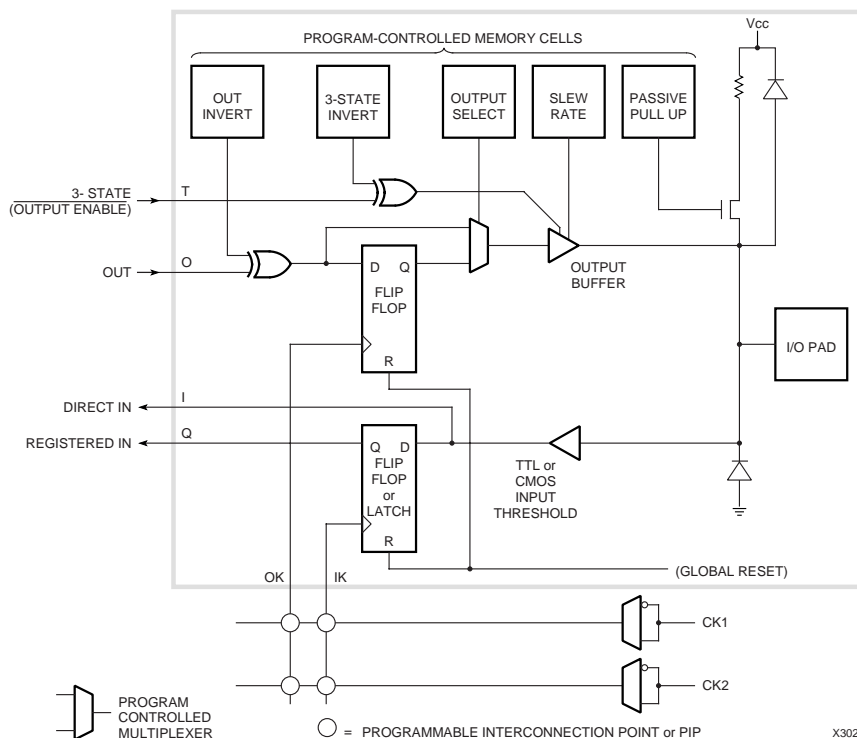 Vcc
PROGRAM-CONTROLLED MEMORY CELLS
OUT
INVERT
3-STATE
INVERT
OUTPUT
SELECT
SLEW
RATE
PASSIVE
PULL UP
3- STATE
(OUTPUT ENABLE)
T
OUT
O
D
Q
FLIP
FLOP
R
OUTPUT
BUFFER
I/O PAD
DIRECT IN
I
REGISTERED IN
Q
Q
D
FLIP
FLOP
or
LATCH
R
TTL or
CMOS
INPUT
THRESHOLD
OK
IK
(GLOBAL RESET)
CK1
CK2
PROGRAM
CONTROLLED
MULTIPLEXER
= PROGRAMMABLE INTERCONNECTION POINT or PIP
X302